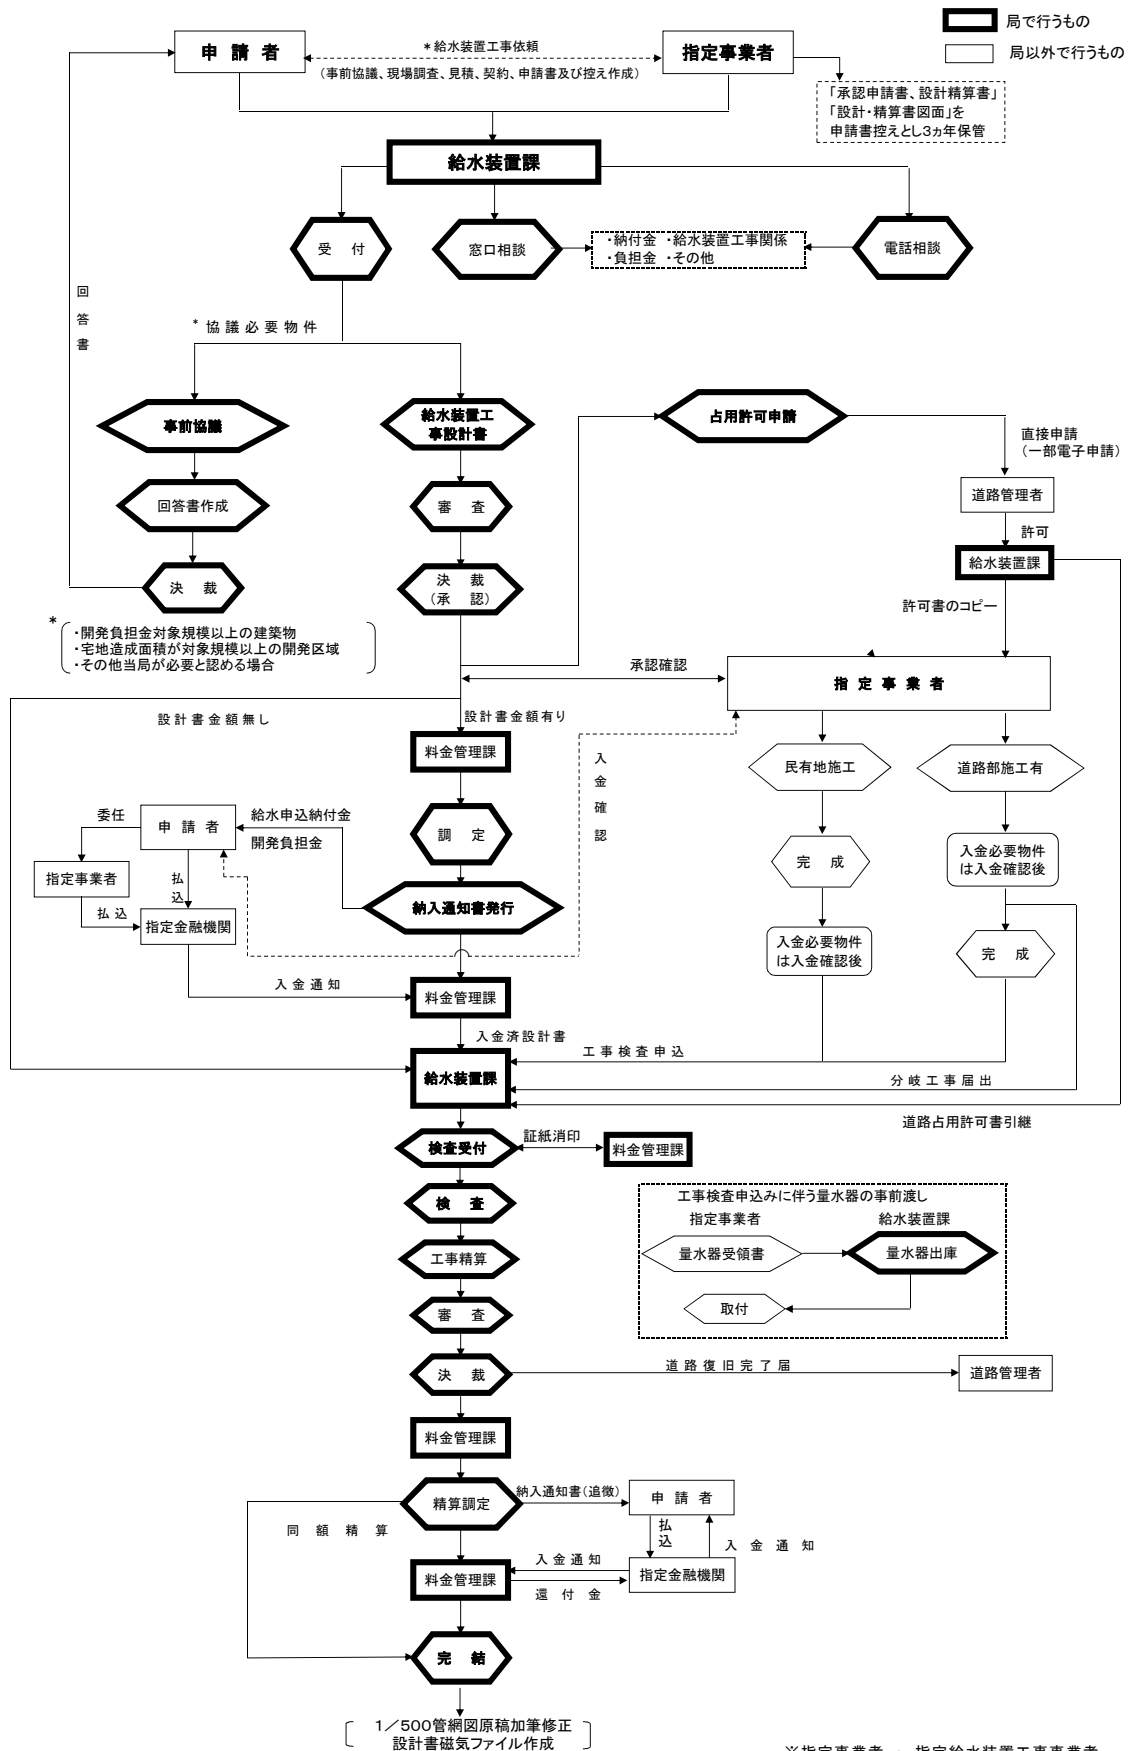 局で行うもの
局以外で行うもの
申 請 者
＊給水装置工事依頼
(事前協議、現場調査、見積、契約、申請書及び控え作成)
指定事業者
「承認申請書、設計精算書」
「設計・精算書図面」を
申請書控えとし3ヵ年保管
給水装置課
受 付
窓口相談
・納付金 ・給水装置工事関係
・負担金 ・その他
電話相談
回答書
* 協議必要物件
事前協議
給水装置工
事設計書
占用許可申請
直接申請
(一部電子申請)
回答書作成
審 査
道路管理者
許可
決 裁
決 裁
(承 認)
給水装置課
許可書のコピー
*
・開発負担金対象規模以上の建築物
・宅地造成面積が対象規模以上の開発区域
・その他当局が必要と認める場合
承認確認
指 定 事 業 者
設計書金額無し
設計書金額有り
料金管理課
入金確認
民有地施工
道路部施工有
委任
申 請 者
給水申込納付金
開発負担金
調 定
完 成
入金必要物件
は入金確認後
指定事業者
払込
納入通知書発行
払込
指定金融機関
入金必要物件
は入金確認後
完 成
入金通知
料金管理課
入金済設計書
工事検査申込
給水装置課
分岐工事届出
道路占用許可書引継
検査受付
証紙消印
料金管理課
検 査
工事検査申込みに伴う量水器の事前渡し
指定事業者
給水装置課
量水器受領書
量水器出庫
取付
工事精算
審 査
決 裁
道路復旧完了届
道路管理者
料金管理課
精算調定
納入通知書(追徴)
申 請 者
同額精算
払込
入金通知
入金通知
料金管理課
還付金
指定金融機関
完 結
1／500管網図原稿加筆修正
設計書磁気ファイル作成